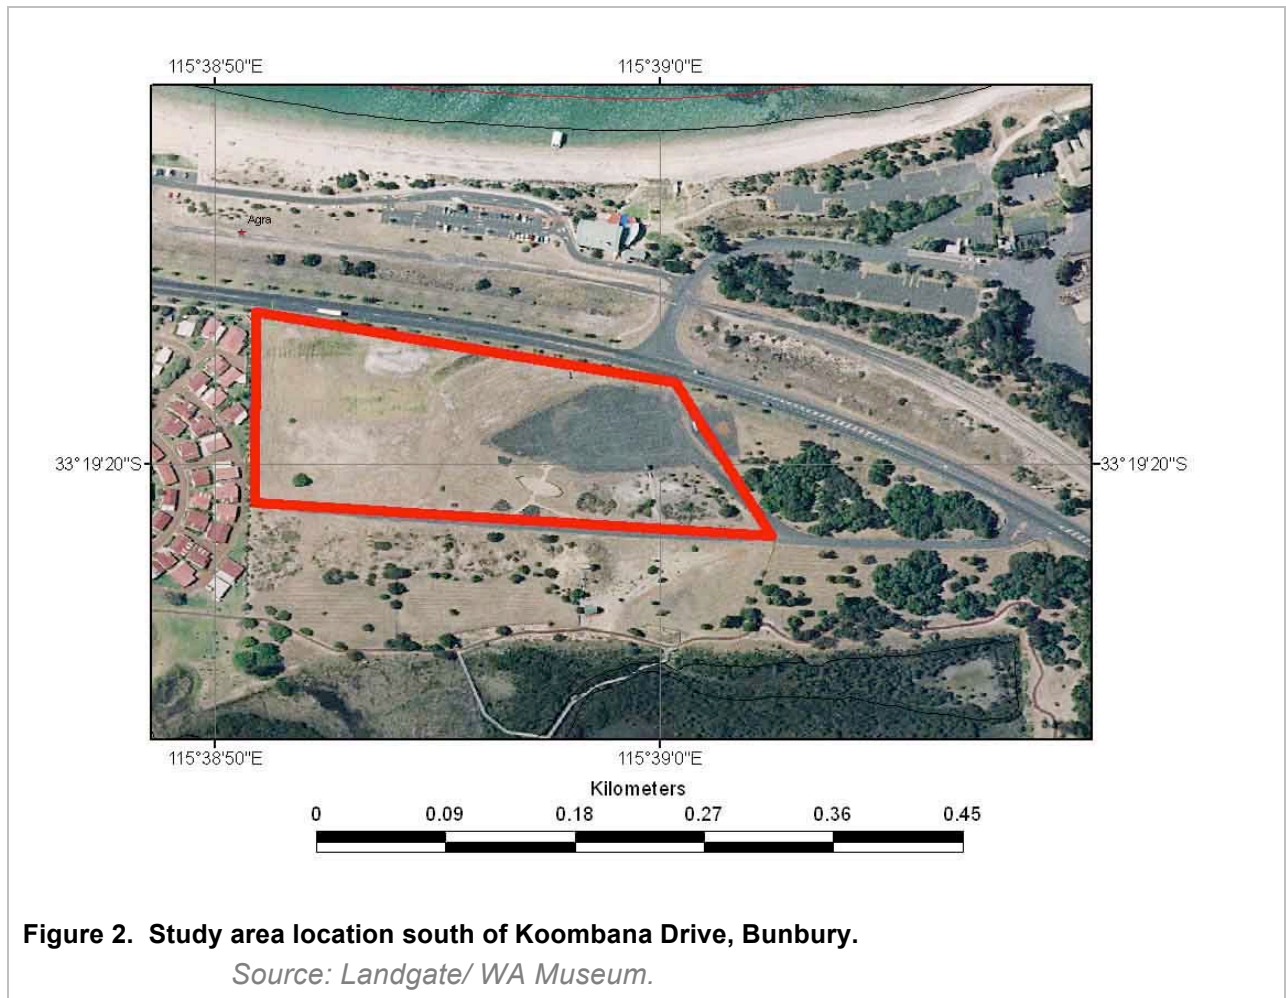 115°38'50"E 115°39'0"E
Agra
33°19'20"S 33°19'20"S
115°38'50"E 115°39'0"E
Kilometers
0 0.09 0.18 0.27 0.36 0.45
Figure 2. Study area location south of Koombana Drive, Bunbury.
Source: Landgate/ WA Museum.